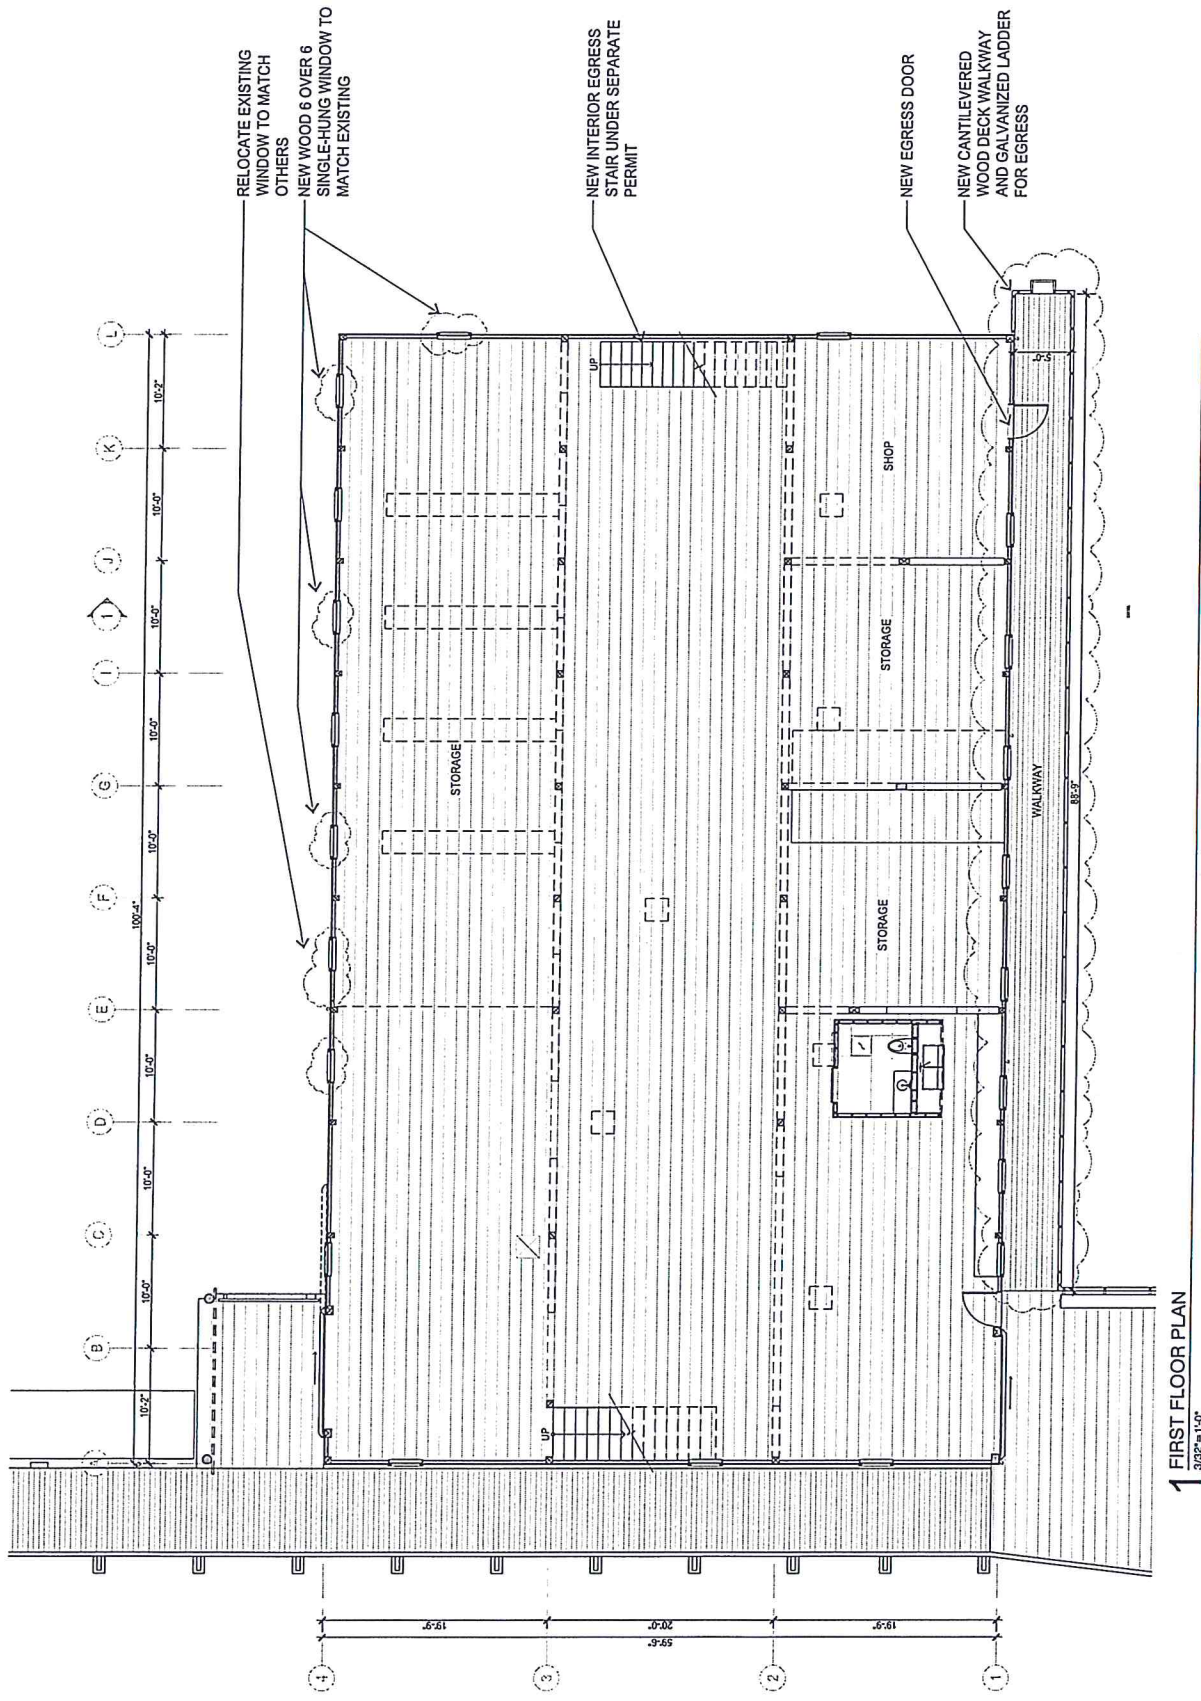 RELOCATE EXISTING
WINDOW TO MATCH
OTHERS
NEW WOOD 6 OVER 6
SINGLE-HUNG WINDOW TO
MATCH EXISTING
NEW INTERIOR EGRESS
STAIR UNDER SEPARATE
PERMIT
NEW EGRESS DOOR
NEW CANTILEVERED
WOOD DECK WALKWAY
AND GALVANIZED LADDER
FOR EGRESS
A
B
C
D
E
F
G
I
1
J
K
L
100'-4"
10'-2"
10'-0"
10'-0"
10'-0"
10'-0"
10'-0"
10'-0"
10'-0"
10'-0"
10'-2"
4
3
2
1
19'-9"
20'-0"
19'-9"
59'-6"
STORAGE
UP
UP
STORAGE
STORAGE
SHOP
WALKWAY
88'-9"
5'-0"
1 FIRST FLOOR PLAN
3/32"=1'-0"